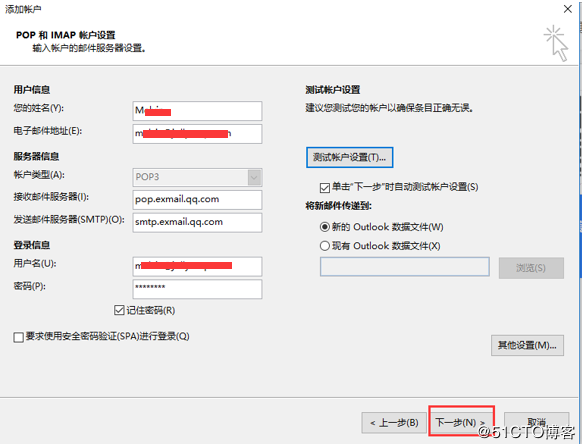 添加帐户
POP 和 IMAP 帐户设置
输入帐户的邮件服务器设置。
用户信息
您的姓名(Y):
电子邮件地址(E):
服务器信息
帐户类型(A):
POP3
接收邮件服务器(I):
pop.exmail.qq.com
发送邮件服务器(SMTP)(O):
smtp.exmail.qq.com
登录信息
用户名(U):
密码(P):
********
记住密码(R)
要求使用安全密码验证(SPA)进行登录(Q)
测试帐户设置
建议您测试您的帐户以确保条目正确无误。
测试帐户设置(T)...
单击"下一步"时自动测试帐户设置(S)
将新邮件传递到:
新的 Outlook 数据文件(W)
现有 Outlook 数据文件(X)
浏览(S)
其他设置(M)...
< 上一步(B)
下一步(N) >
取消
@51CTO博客